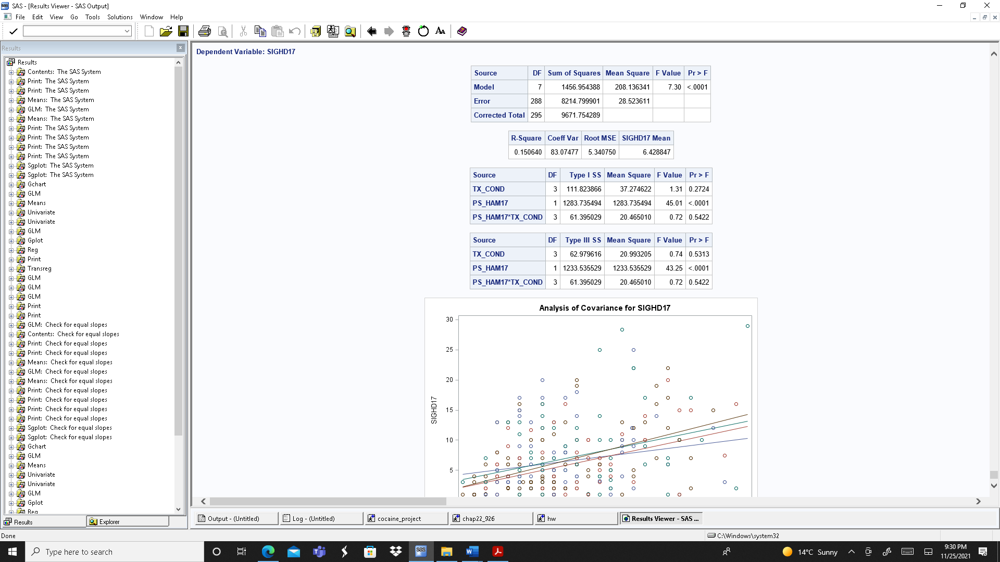 SAS - [Results Viewer - SAS Output]
File Edit View Go Tools Solutions Window Help
Results
Results
Contents: The SAS System
Print: The SAS System
Print: The SAS System
Means: The SAS System
GLM: The SAS System
Means: The SAS System
Print: The SAS System
Print: The SAS System
Print: The SAS System
Print: The SAS System
Sgplot: The SAS System
Sgplot: The SAS System
Gchart
GLM
Means
Univariate
Univariate
GLM
Gplot
Reg
Print
Transreg
GLM
GLM
GLM
Print
Print
GLM: Check for equal slopes
Contents: Check for equal slopes
Print: Check for equal slopes
Print: Check for equal slopes
Means: Check for equal slopes
GLM: Check for equal slopes
Means: Check for equal slopes
Print: Check for equal slopes
Print: Check for equal slopes
Print: Check for equal slopes
Print: Check for equal slopes
Sgplot: Check for equal slopes
Sgplot: Check for equal slopes
Gchart
GLM
Means
Univariate
Univariate
GLM
Gplot
Reg
Results Explorer
Dependent Variable: SIGHD17
Source DF Sum of Squares Mean Square F Value Pr > F
Model 7 1456.954388 208.136341 7.30 <.0001
Error 288 8214.799901 28.523611
Corrected Total 295 9671.754289
R-Square Coeff Var Root MSE SIGHD17 Mean
0.150640 83.07477 5.340750 6.428847
Source DF Type I SS Mean Square F Value Pr > F
TX_COND 3 111.823866 37.274622 1.31 0.2724
PS_HAM17 1 1283.735494 1283.735494 45.01 <.0001
PS_HAM17*TX_COND 3 61.395029 20.465010 0.72 0.5422
Source DF Type III SS Mean Square F Value Pr > F
TX_COND 3 62.979616 20.993205 0.74 0.5313
PS_HAM17 1 1233.535529 1233.535529 43.25 <.0001
PS_HAM17*TX_COND 3 61.395029 20.465010 0.72 0.5422
Analysis of Covariance for SIGHD17
30
25
20
15
10
5
SIGHD17
Output - (Untitled) Log - (Untitled) cocaine_project chap22_926 hw Results Viewer - SAS ...
Done C:\Windows\system32
Type here to search
sas
14°C Sunny
9:30 PM
11/25/2021